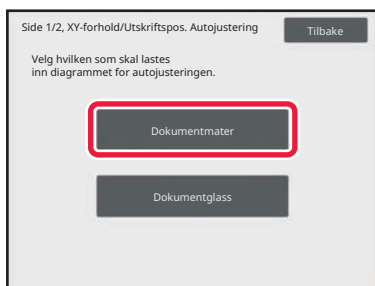 Side 1/2, XY-forhold/Utskriftspos. Autojustering
Tilbake
Velg hvilken som skal lastes
inn diagrammet for autojusteringen.
Dokumentmater
Dokumentglass